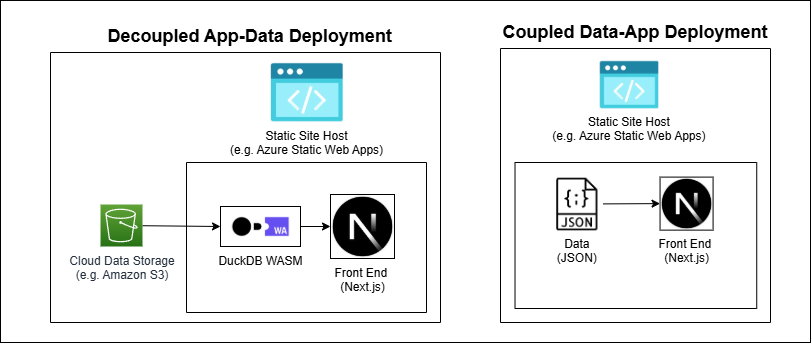 Decoupled App-Data Deployment
Static Site Host
(e.g. Azure Static Web Apps)
Cloud Data Storage
(e.g. Amazon S3)
WA
DuckDB WASM
N
Front End
(Next.js)
Coupled Data-App Deployment
Static Site Host
(e.g. Azure Static Web Apps)
{;}
JSON
Data
(JSON)
N
Front End
(Next.js)